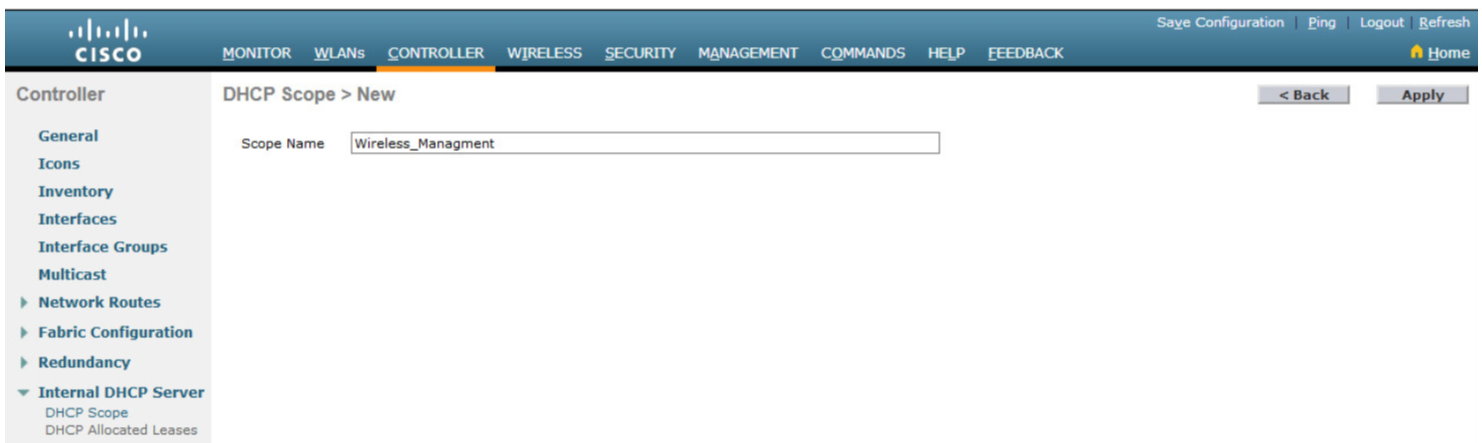 Save Configuration | Ping | Logout | Refresh
CISCO MONITOR WLANs CONTROLLER WIRELESS SECURITY MANAGEMENT COMMANDS HELP FEEDBACK Home
Controller
DHCP Scope > New
< Back Apply
General
Icons
Inventory
Interfaces
Interface Groups
Multicast
Network Routes
Fabric Configuration
Redundancy
Internal DHCP Server
DHCP Scope
DHCP Allocated Leases
Scope Name Wireless_Managment